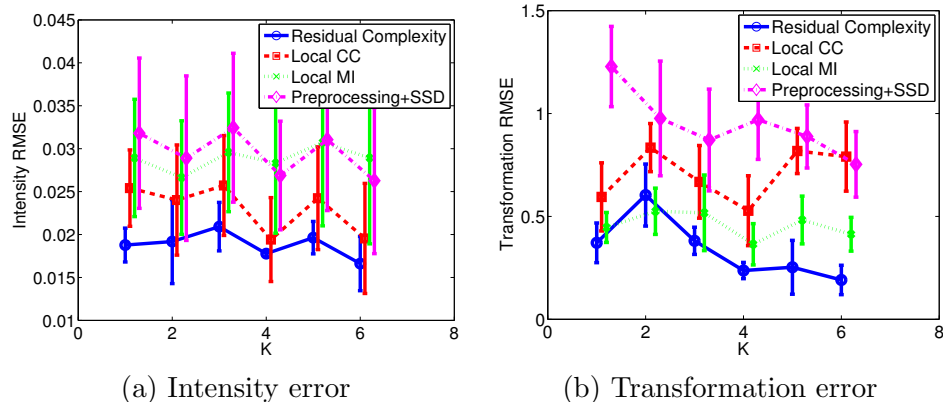 0.045
0.04
0.035
0.03
0.025
0.02
0.015
0.01
Intensity RMSE
Residual Complexity
Local CC
Local MI
Preprocessing+SSD
0 2 4 6 8
K
(a) Intensity error
1.5
1
0.5
0
Transformation RMSE
Residual Complexity
Local CC
Local MI
Preprocessing+SSD
0 2 4 6 8
K
(b) Transformation error